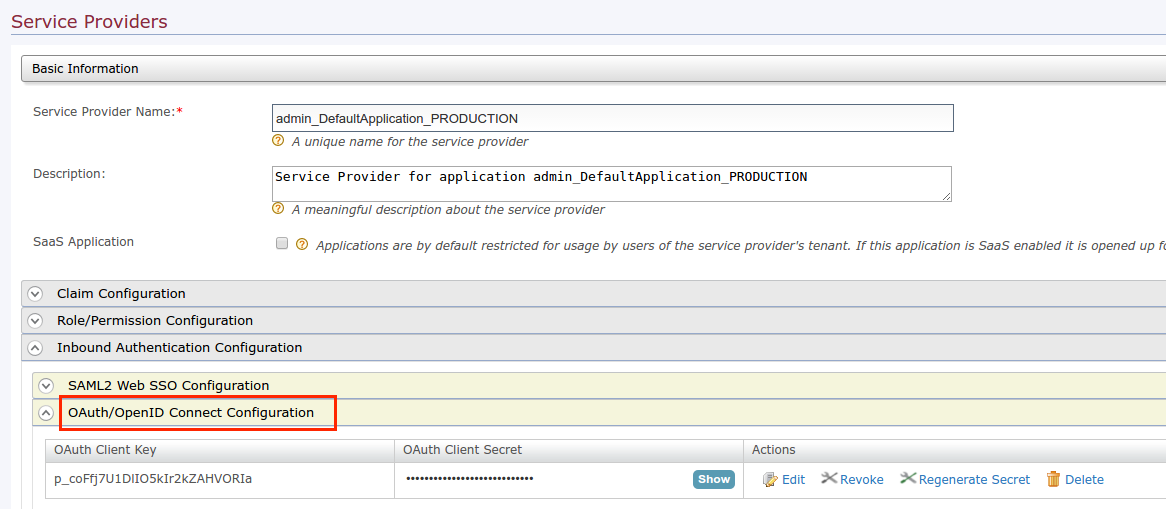 Service Providers
Basic Information
Service Provider Name:*
admin_DefaultApplication_PRODUCTION
A unique name for the service provider
Description:
Service Provider for application admin_DefaultApplication_PRODUCTION
A meaningful description about the service provider
SaaS Application
Applications are by default restricted for usage by users of the service provider's tenant. If this application is SaaS enabled it is opened up fo
Claim Configuration
Role/Permission Configuration
Inbound Authentication Configuration
SAML2 Web SSO Configuration
OAuth/OpenID Connect Configuration
OAuth Client Key OAuth Client Secret Actions
p_coFfj7U1DlIO5kIr2kZAHVORIa •••••••••••••••••••••••••••• Show Edit Revoke Regenerate Secret Delete